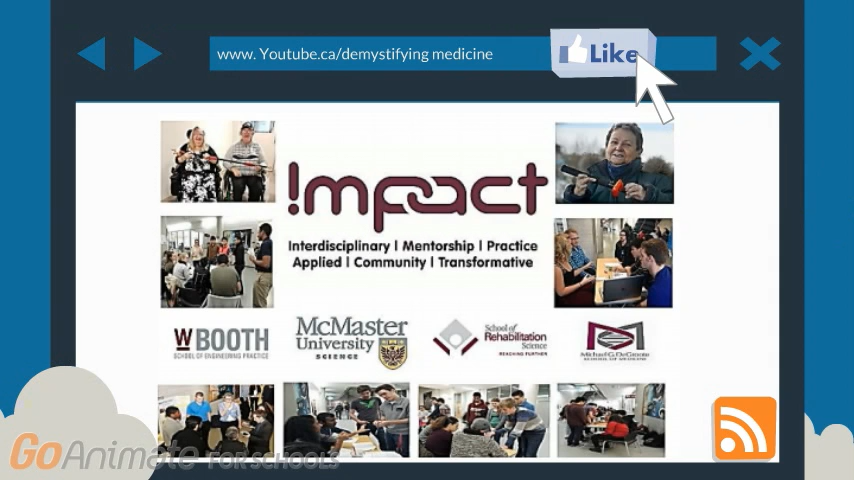 www. Youtube.ca/demystifying medicine
Like
!mpact
Interdisciplinary | Mentorship | Practice
Applied | Community | Transformative
W BOOTH
SCHOOL OF ENGINEERING PRACTICE
McMaster
University
SCIENCE
School of
Rehabilitation
Science
REACHING FURTHER
Michael G. DeGroote
SCHOOL OF MEDICINE
GoAnimate FOR SCHOOLS